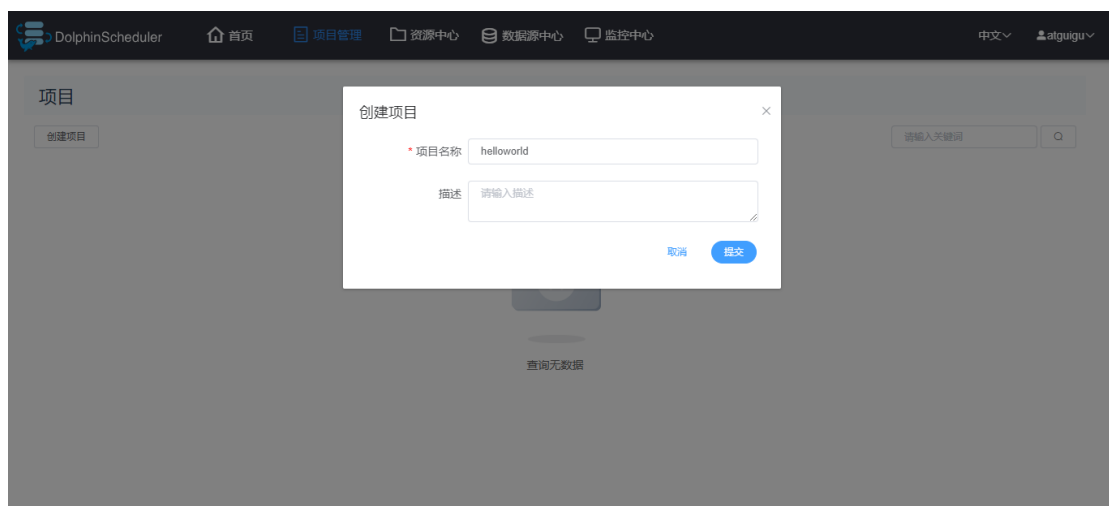 DolphinScheduler 首页 项目管理 资源中心 数据源中心 监控中心 中文 atguigu
项目
创建项目
创建项目
请输入关键词
* 项目名称 helloworld
描述 请输入描述
取消 提交
查询无数据